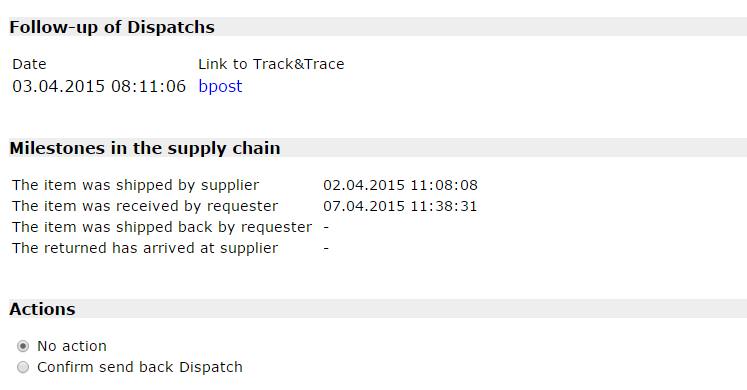 Follow-up of Dispatchs
Date Link to Track&Trace
03.04.2015 08:11:06 bpost
Milestones in the supply chain
The item was shipped by supplier 02.04.2015 11:08:08
The item was received by requester 07.04.2015 11:38:31
The item was shipped back by requester -
The returned has arrived at supplier -
Actions
No action
Confirm send back Dispatch